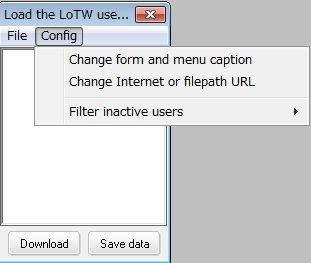 Load the LoTW use...
File Config
Change form and menu caption
Change Internet or filepath URL
Filter inactive users
Download Save data